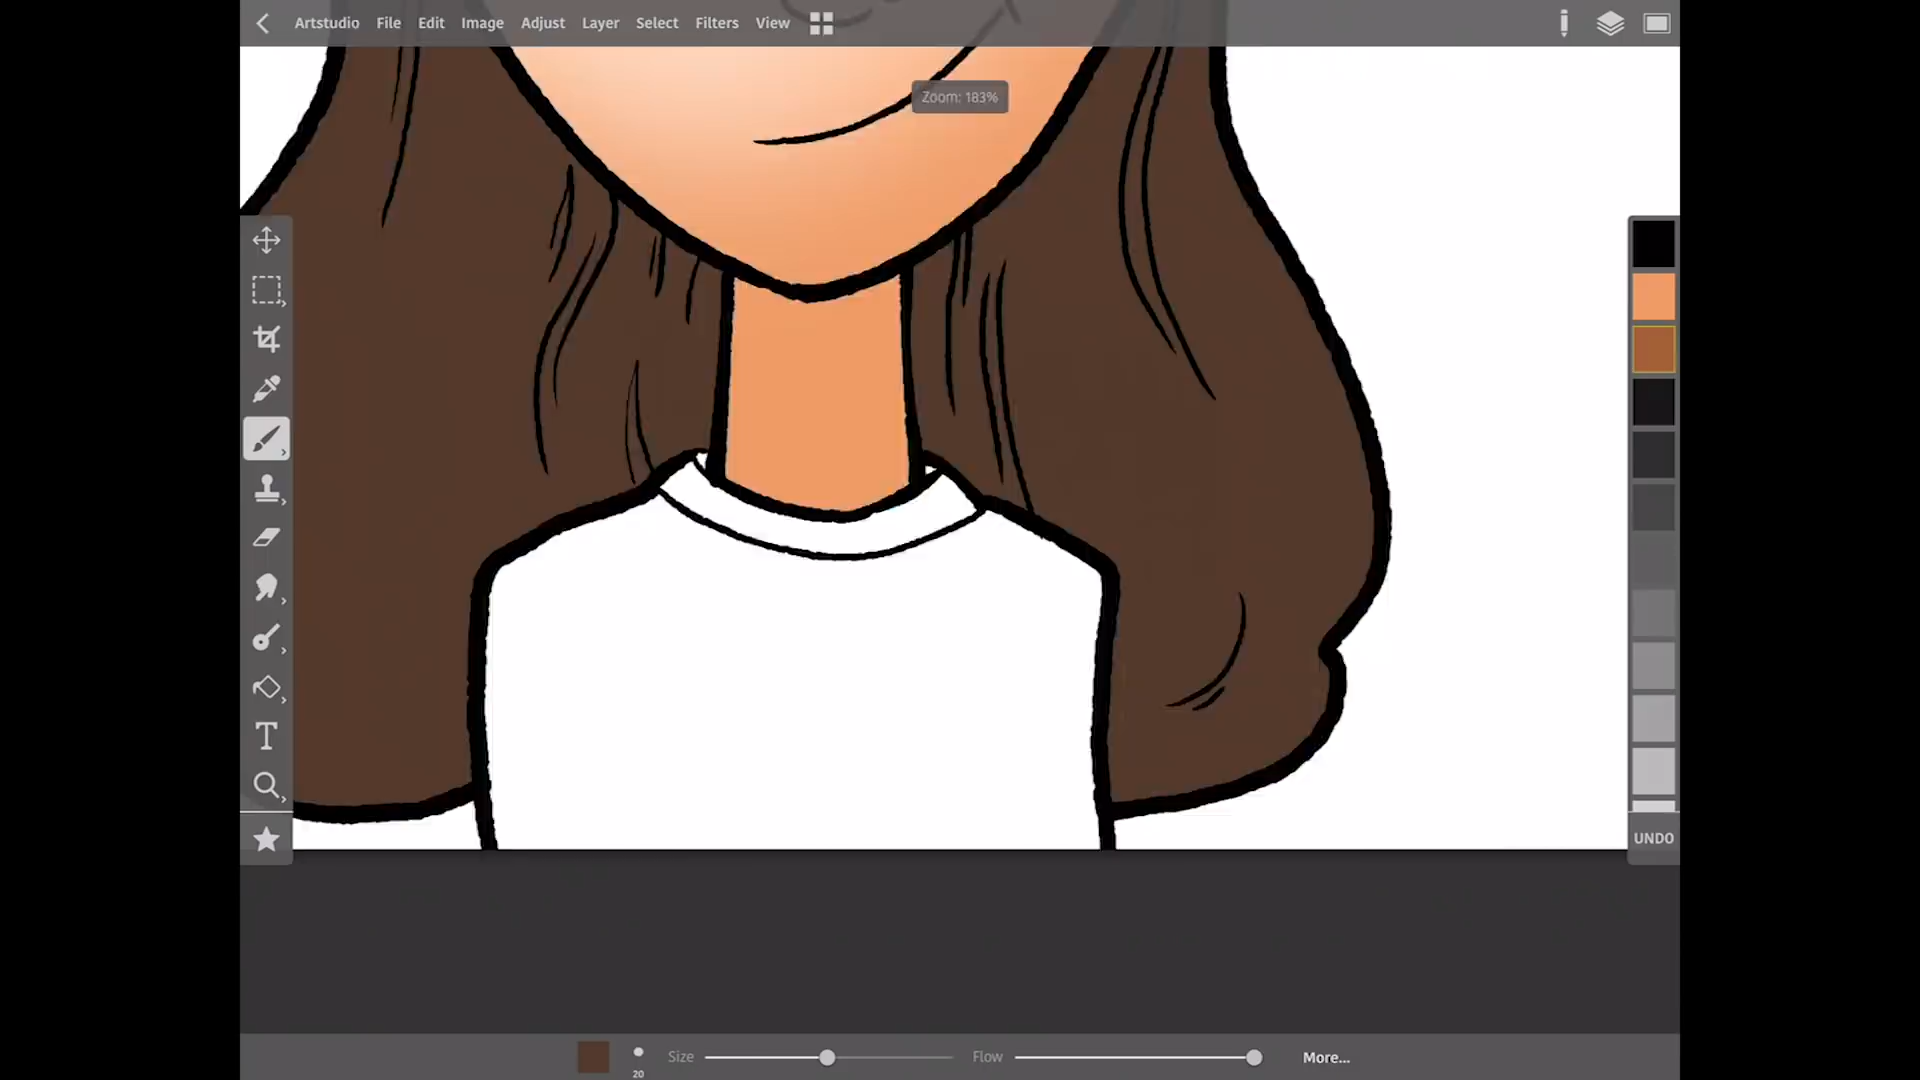 Artstudio File Edit Image Adjust Layer Select Filters View
Zoom: 183%
UNDO
Size Flow More...
20